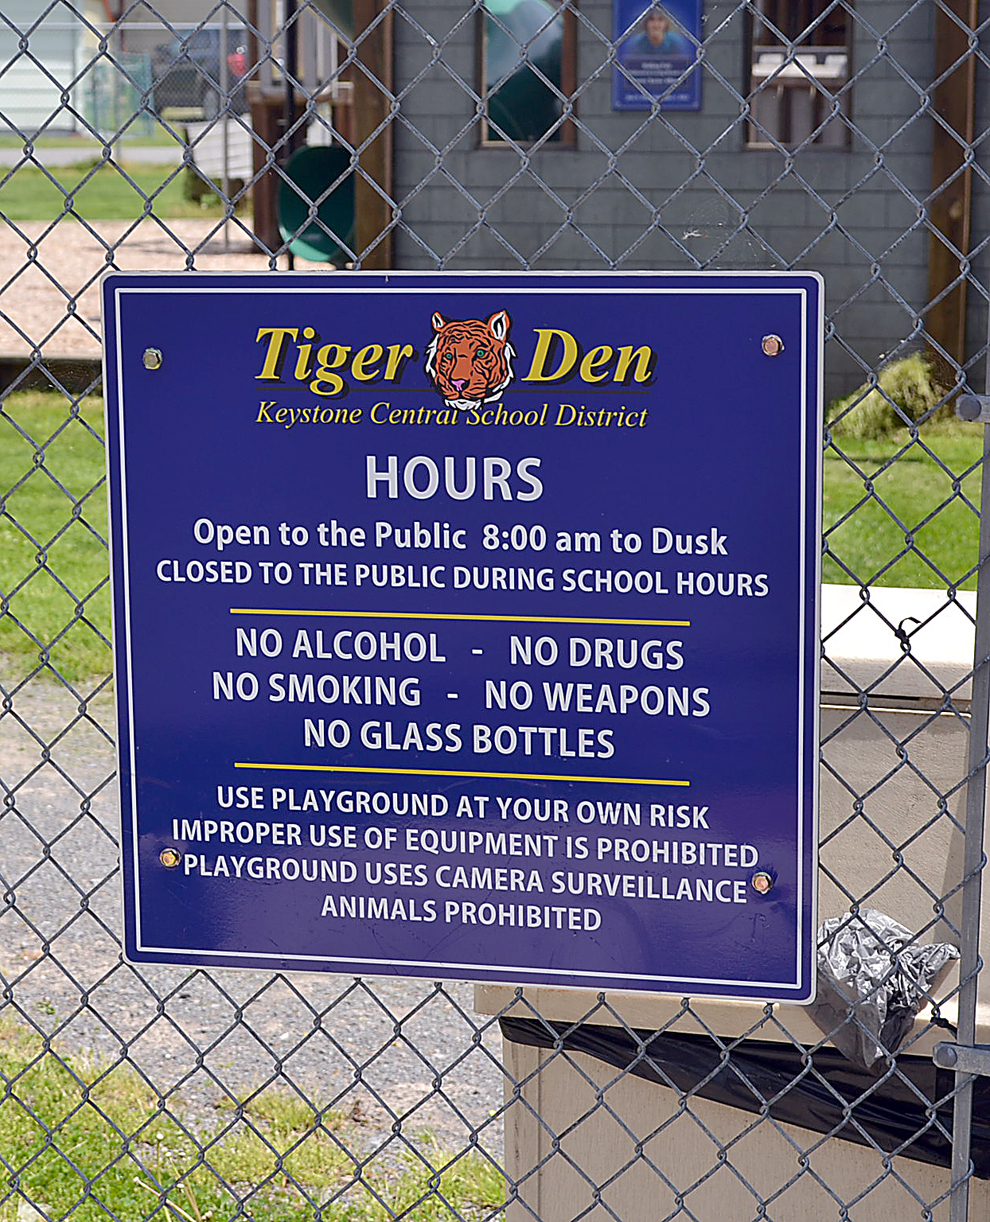 Tiger Den
Keystone Central School District
HOURS
Open to the Public 8:00 am to Dusk
CLOSED TO THE PUBLIC DURING SCHOOL HOURS
NO ALCOHOL - NO DRUGS
NO SMOKING - NO WEAPONS
NO GLASS BOTTLES
USE PLAYGROUND AT YOUR OWN RISK
IMPROPER USE OF EQUIPMENT IS PROHIBITED
PLAYGROUND USES CAMERA SURVEILLANCE
ANIMALS PROHIBITED